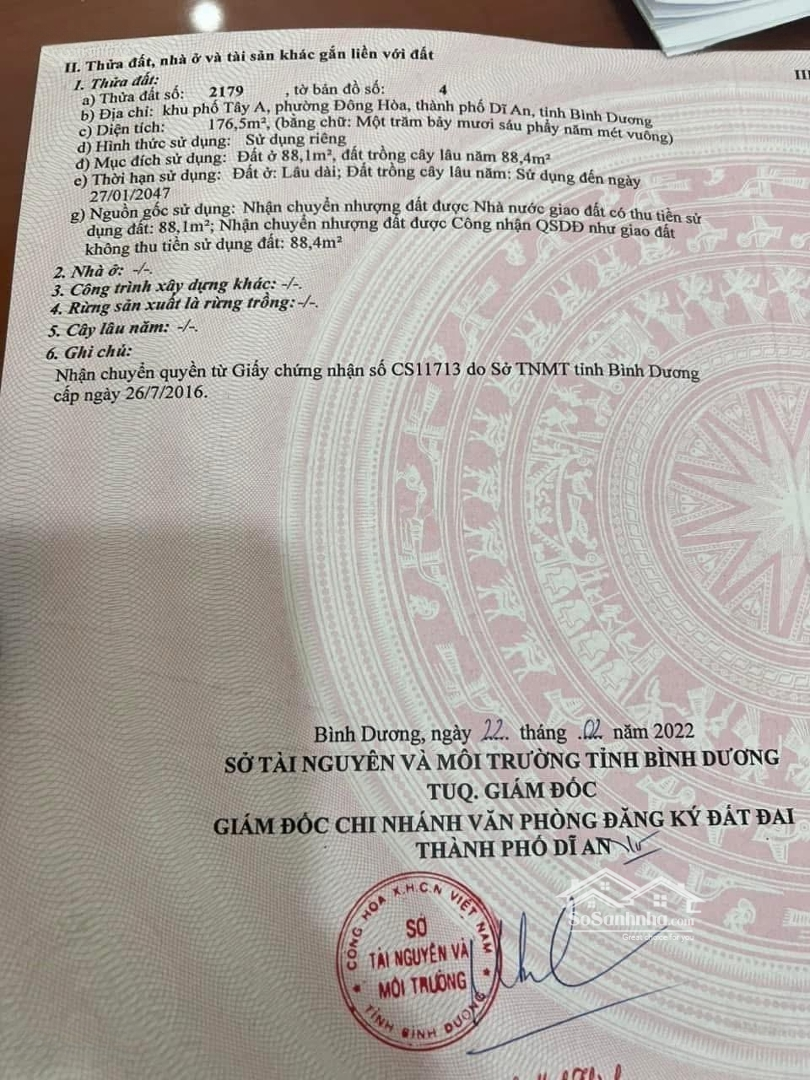 II. Thửa đất, nhà ở và tài sản khác gắn liền với đất
III
1. Thửa đất:
a) Thửa đất số: 2179 , tờ bản đồ số: 4
b) Địa chỉ: khu phố Tây A, phường Đông Hòa, thành phố Dĩ An, tỉnh Bình Dương
c) Diện tích: 176,5m², (bằng chữ: Một trăm bảy mươi sáu phẩy năm mét vuông)
d) Hình thức sử dụng: Sử dụng riêng
đ) Mục đích sử dụng: Đất ở 88,1m², đất trồng cây lâu năm 88,4m²
e) Thời hạn sử dụng: Đất ở: Lâu dài; Đất trồng cây lâu năm: Sử dụng đến ngày
27/01/2047
g) Nguồn gốc sử dụng: Nhận chuyển nhượng đất được Nhà nước giao đất có thu tiền sử
dụng đất: 88,1m²; Nhận chuyển nhượng đất được Công nhận QSDĐ như giao đất
không thu tiền sử dụng đất: 88,4m²
2. Nhà ở: -/-.
3. Công trình xây dựng khác: -/-.
4. Rừng sản xuất là rừng trồng:-/-.
5. Cây lâu năm: -/-.
6. Ghi chú:
Nhận chuyển quyền từ Giấy chứng nhận số CS11713 do Sở TNMT tỉnh Bình Dương
cấp ngày 26/7/2016.
Bình Dương, ngày 22. tháng .02. năm 2022
SỞ TÀI NGUYÊN VÀ MÔI TRƯỜNG TỈNH BÌNH DƯƠNG
TUQ. GIÁM ĐỐC
GIÁM ĐỐC CHI NHÁNH VĂN PHÒNG ĐĂNG KÝ ĐẤT ĐAI
THÀNH PHỐ DĨ AN
CỘNG HÒA X.H.C.N VIỆT NAM
SỞ
TÀI NGUYÊN VÀ
MÔI TRƯỜNG
TỈNH BÌNH DƯƠNG
SoSanhnha.com
Great choice for you